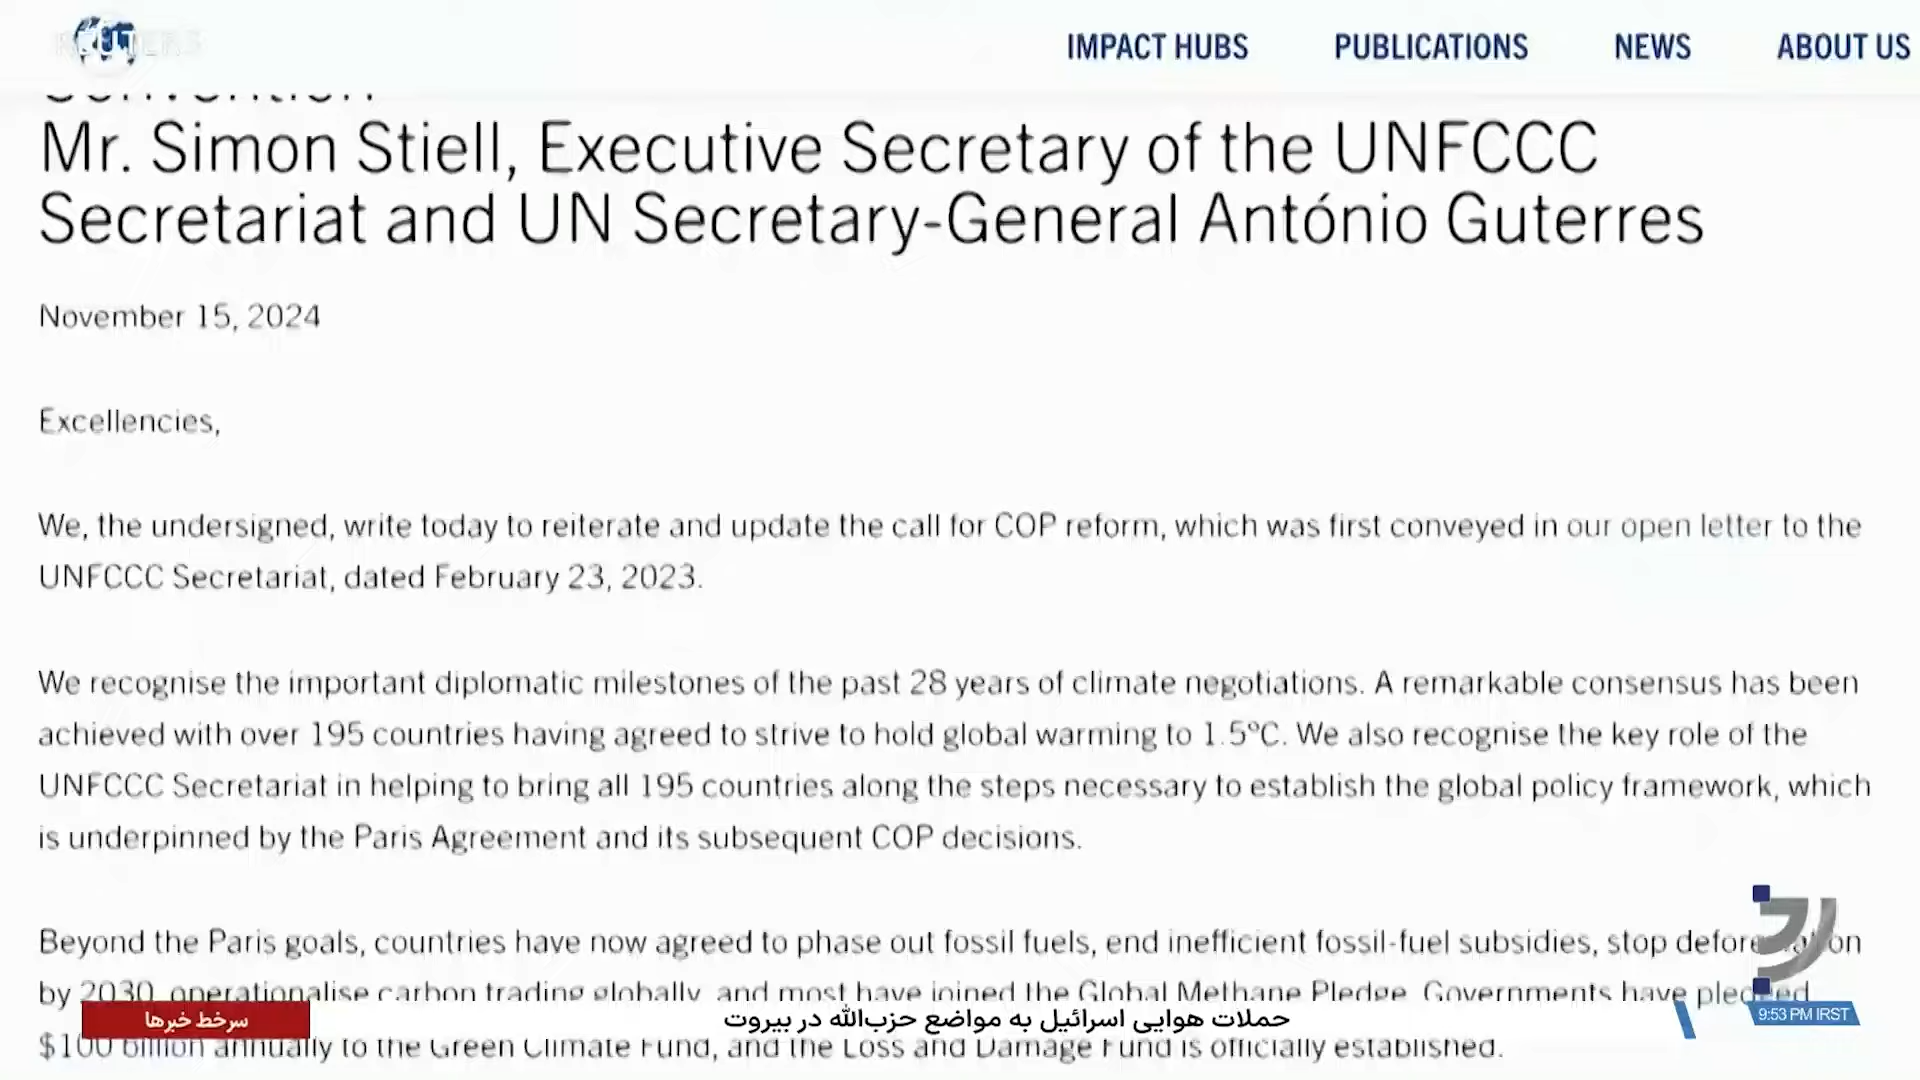 REUTERS
IMPACT HUBS PUBLICATIONS NEWS ABOUT US
Convention
Mr. Simon Stiell, Executive Secretary of the UNFCCC
Secretariat and UN Secretary-General António Guterres
November 15, 2024
Excellencies,
We, the undersigned, write today to reiterate and update the call for COP reform, which was first conveyed in our open letter to the
UNFCCC Secretariat, dated February 23, 2023.
We recognise the important diplomatic milestones of the past 28 years of climate negotiations. A remarkable consensus has been
achieved with over 195 countries having agreed to strive to hold global warming to 1.5°C. We also recognise the key role of the
UNFCCC Secretariat in helping to bring all 195 countries along the steps necessary to establish the global policy framework, which
is underpinned by the Paris Agreement and its subsequent COP decisions.
Beyond the Paris goals, countries have now agreed to phase out fossil fuels, end inefficient fossil-fuel subsidies, stop deforestation
by 2030, operationalise carbon trading globally, and most have joined the Global Methane Pledge. Governments have pledged
$100 billion annually to the Green Climate Fund, and the Loss and Damage Fund is officially established.
سرخط خبرها
حملات هوایی اسرائیل به مواضع حزب‌الله در بیروت
9:53 PM IRST